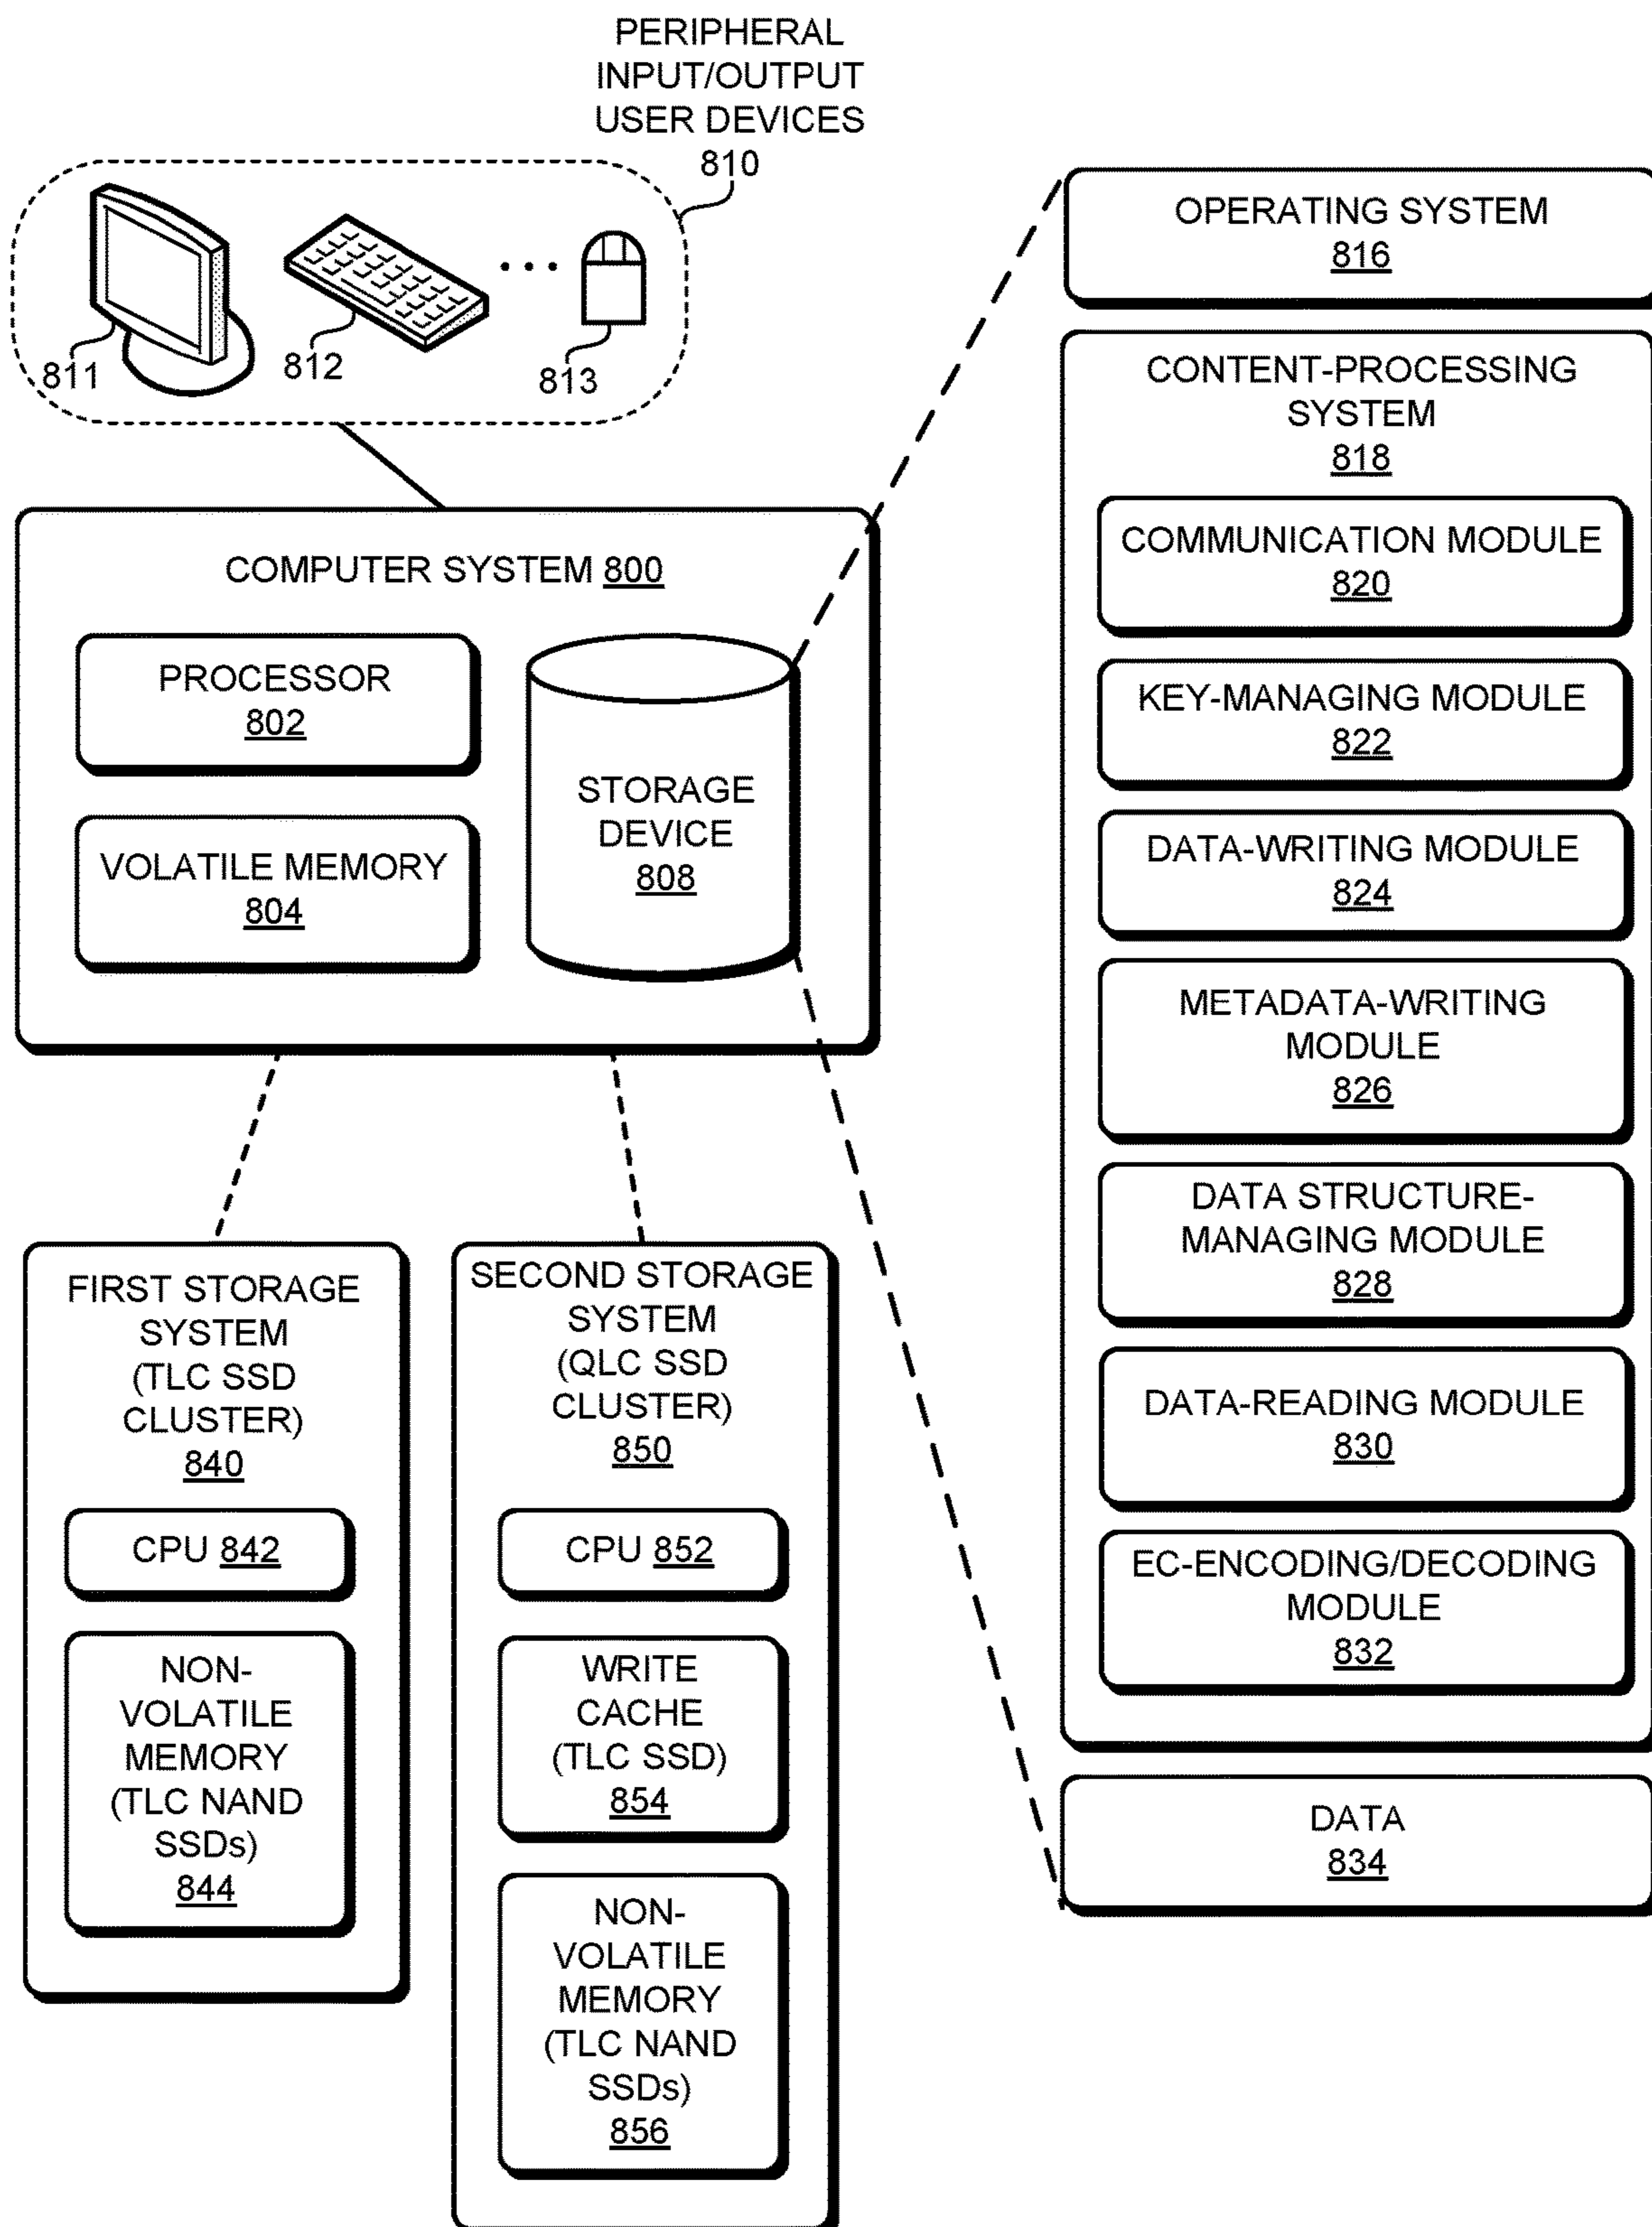 PERIPHERAL
INPUT/OUTPUT
USER DEVICES
810
811
812
813
COMPUTER SYSTEM 800
PROCESSOR
802
VOLATILE MEMORY
804
STORAGE
DEVICE
808
OPERATING SYSTEM
816
CONTENT-PROCESSING
SYSTEM
818
COMMUNICATION MODULE
820
KEY-MANAGING MODULE
822
DATA-WRITING MODULE
824
METADATA-WRITING
MODULE
826
DATA STRUCTURE-
MANAGING MODULE
828
DATA-READING MODULE
830
EC-ENCODING/DECODING
MODULE
832
DATA
834
FIRST STORAGE
SYSTEM
(TLC SSD
CLUSTER)
840
CPU 842
NON-
VOLATILE
MEMORY
(TLC NAND
SSDs)
844
SECOND STORAGE
SYSTEM
(QLC SSD
CLUSTER)
850
CPU 852
WRITE
CACHE
(TLC SSD)
854
NON-
VOLATILE
MEMORY
(TLC NAND
SSDs)
856